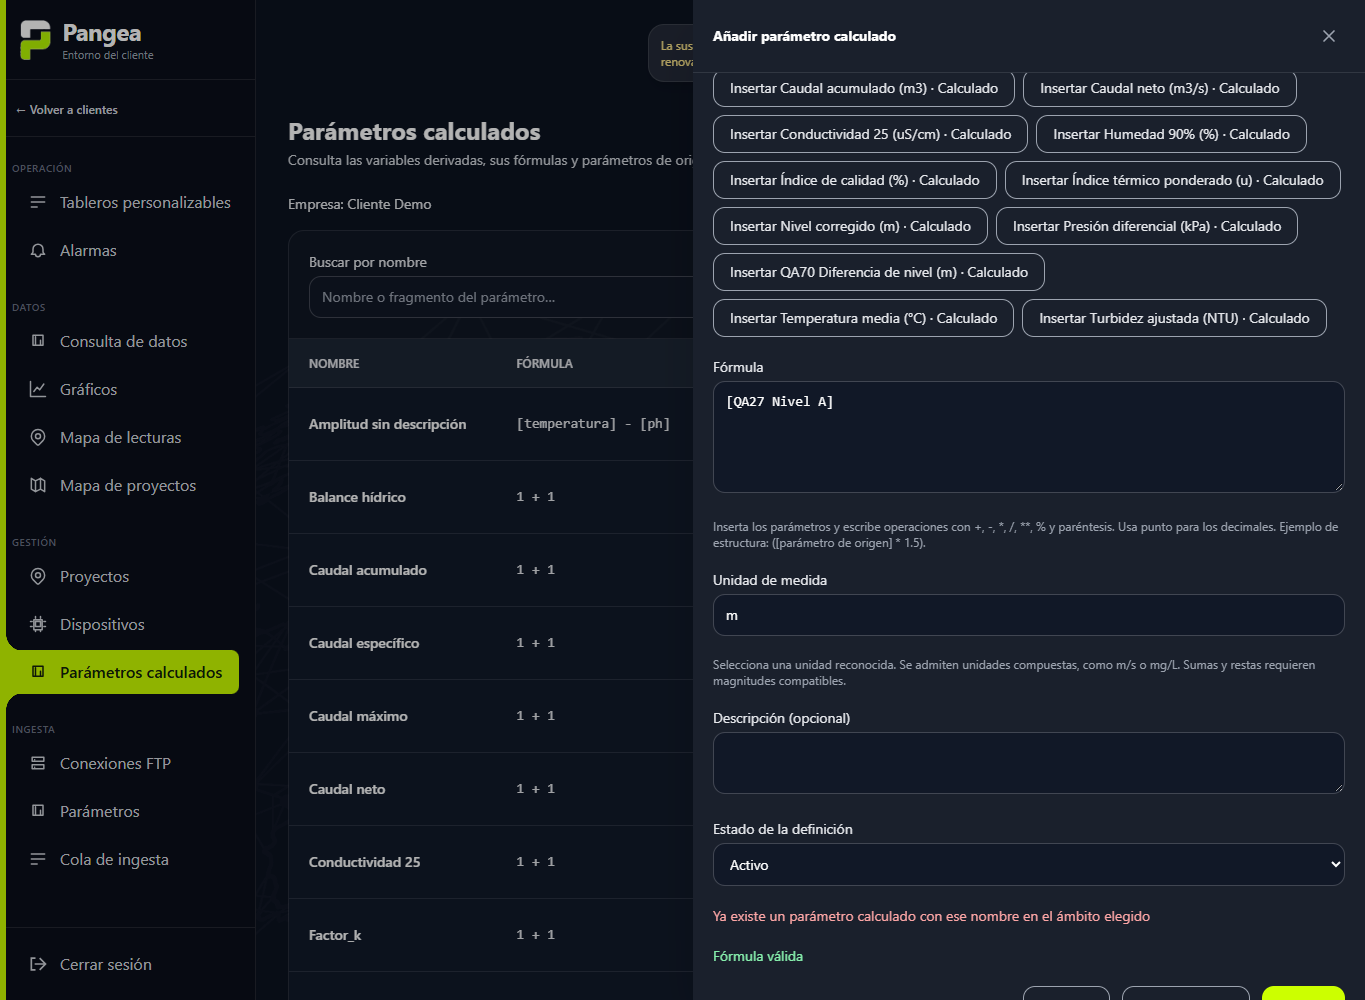 Pangea
Entorno del cliente
← Volver a clientes
OPERACIÓN
Tableros personalizables
Alarmas
DATOS
Consulta de datos
Gráficos
Mapa de lecturas
Mapa de proyectos
GESTIÓN
Proyectos
Dispositivos
Parámetros calculados
INGESTA
Conexiones FTP
Parámetros
Cola de ingesta
Cerrar sesión
La sus
renova
Parámetros calculados
Consulta las variables derivadas, sus fórmulas y parámetros de ori
Empresa: Cliente Demo
Buscar por nombre
Nombre o fragmento del parámetro...
NOMBRE FÓRMULA
Amplitud sin descripción [temperatura] - [ph]
Balance hídrico 1 + 1
Caudal acumulado 1 + 1
Caudal específico 1 + 1
Caudal máximo 1 + 1
Caudal neto 1 + 1
Conductividad 25 1 + 1
Factor_k 1 + 1
Añadir parámetro calculado
Insertar Caudal acumulado (m3) · Calculado
Insertar Caudal neto (m3/s) · Calculado
Insertar Conductividad 25 (uS/cm) · Calculado
Insertar Humedad 90% (%) · Calculado
Insertar Índice de calidad (%) · Calculado
Insertar Índice térmico ponderado (u) · Calculado
Insertar Nivel corregido (m) · Calculado
Insertar Presión diferencial (kPa) · Calculado
Insertar QA70 Diferencia de nivel (m) · Calculado
Insertar Temperatura media (°C) · Calculado
Insertar Turbidez ajustada (NTU) · Calculado
Fórmula
[QA27 Nivel A]
Inserta los parámetros y escribe operaciones con +, -, *, /, **, % y paréntesis. Usa punto para los decimales. Ejemplo de
estructura: ([parámetro de origen] * 1.5).
Unidad de medida
m
Selecciona una unidad reconocida. Se admiten unidades compuestas, como m/s o mg/L. Sumas y restas requieren
magnitudes compatibles.
Descripción (opcional)
Estado de la definición
Activo
Ya existe un parámetro calculado con ese nombre en el ámbito elegido
Fórmula válida